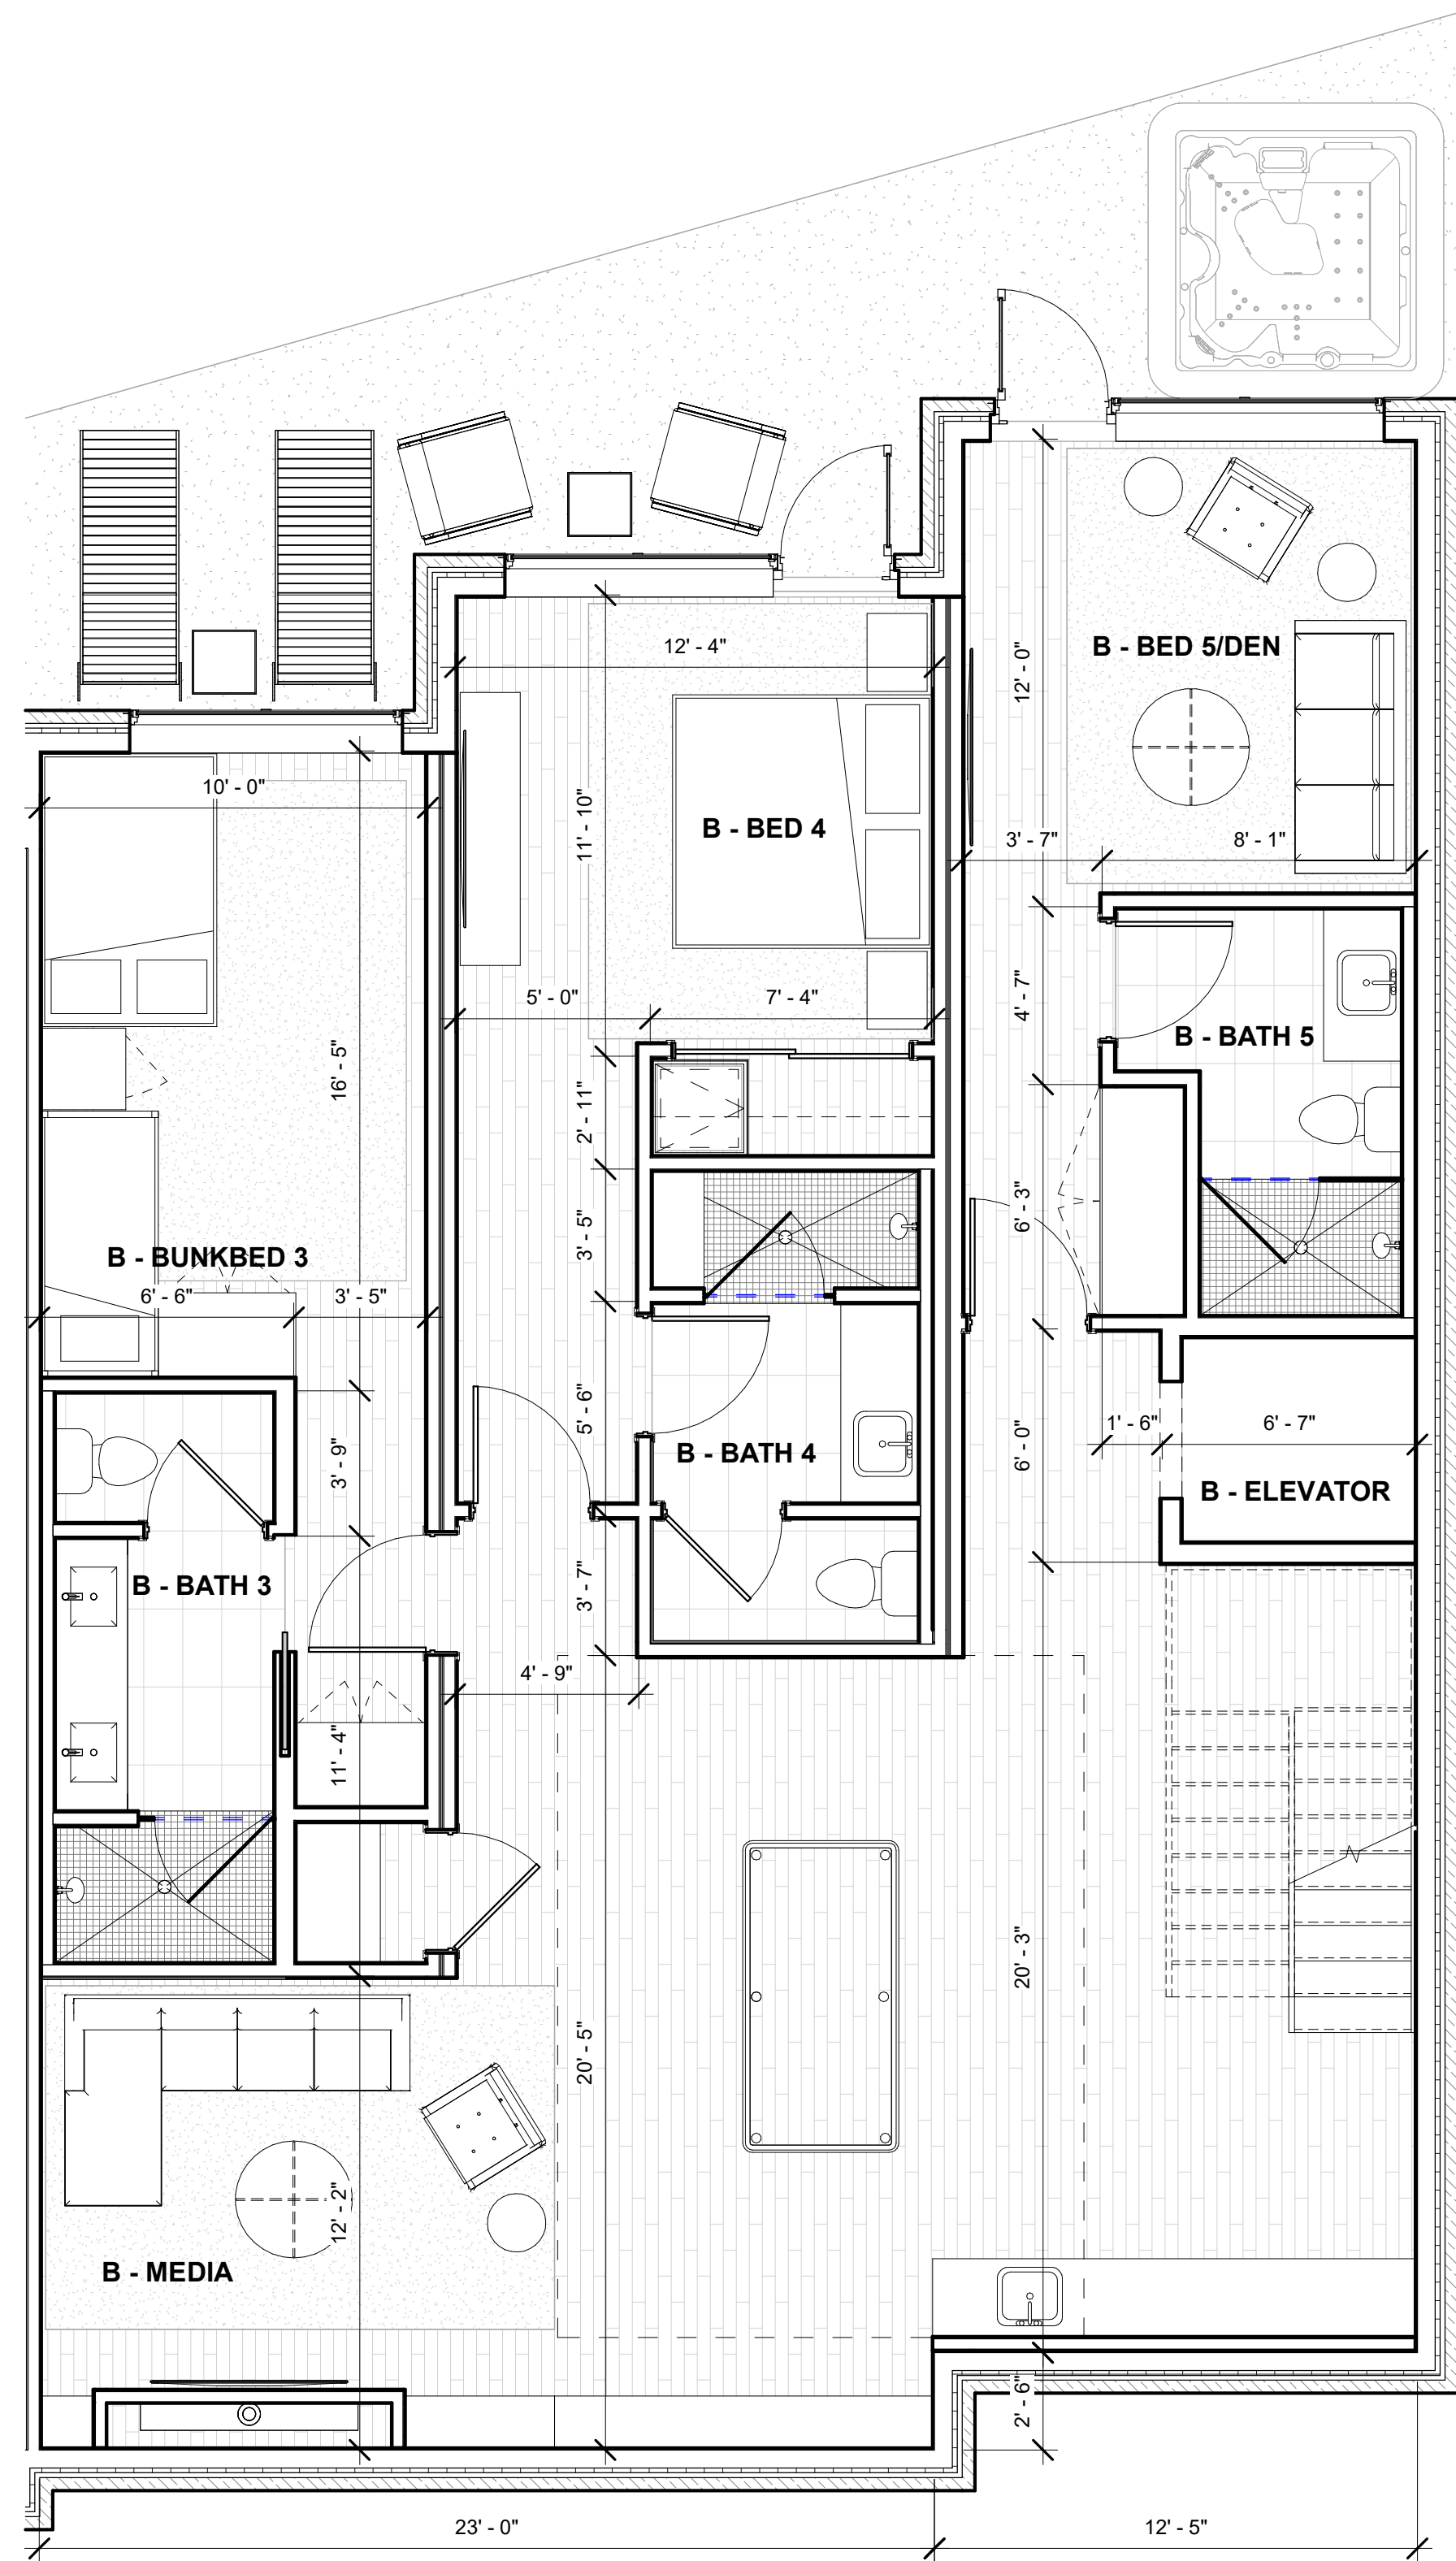 12' - 4"
B - BED 5/DEN
12' - 0"
10' - 0"
11' - 10"
B - BED 4
3' - 7"
8' - 1"
5' - 0"
7' - 4"
4' - 7"
B - BATH 5
16' - 5"
2' - 11"
3' - 5"
6' - 3"
B - BUNKBED 3
6' - 6"
3' - 5"
5' - 6"
1' - 6"
6' - 7"
3' - 9"
B - BATH 4
6' - 0"
B - ELEVATOR
B - BATH 3
3' - 7"
4' - 9"
11' - 4"
20' - 3"
20' - 5"
12' - 2"
B - MEDIA
2' - 6"
23' - 0"
12' - 5"